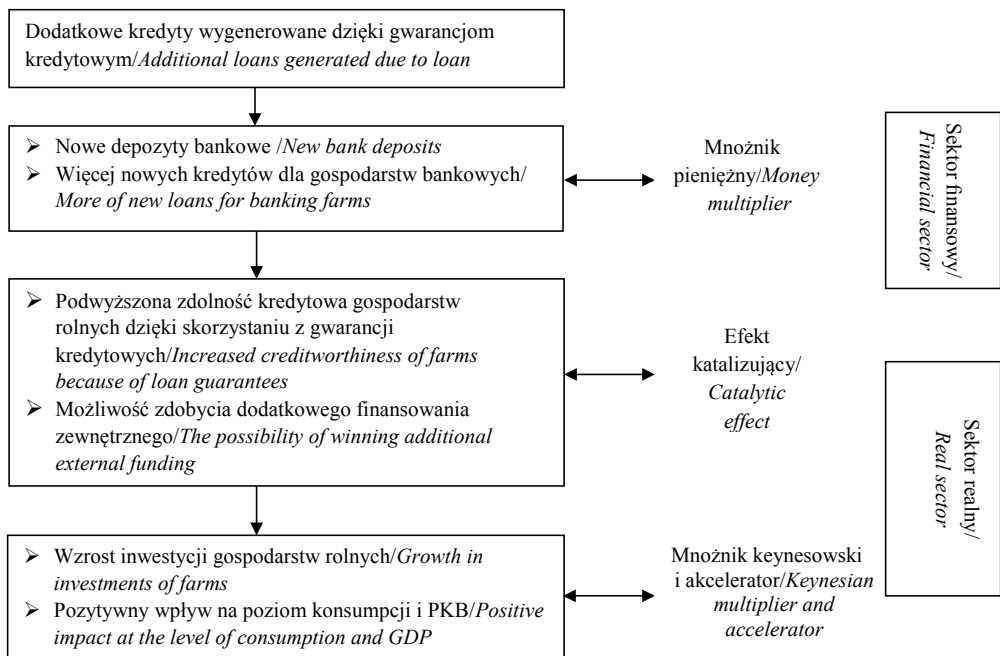 Dodatkowe kredyty wygenerowane dzięki gwarancjom
kredytowym/Additional loans generated due to loan
➢ Nowe depozyty bankowe /New bank deposits
➢ Więcej nowych kredytów dla gospodarstw bankowych/
More of new loans for banking farms
Mnożnik
pieniężny/Money
multiplier
Sektor finansowy/
Financial sector
➢ Podwyższona zdolność kredytowa gospodarstw
rolnych dzięki skorzystaniu z gwarancji
kredytowych/Increased creditworthiness of farms
because of loan guarantees
➢ Możliwość zdobycia dodatkowego finansowania
zewnętrznego/The possibility of winning additional
external funding
Efekt
katalizujący/
Catalytic
effect
Sektor realny/
Real sector
➢ Wzrost inwestycji gospodarstw rolnych/Growth in
investments of farms
➢ Pozytywny wpływ na poziom konsumpcji i PKB/Positive
impact at the level of consumption and GDP
Mnożnik keynesowski
i akcelerator/Keynesian
multiplier and
accelerator